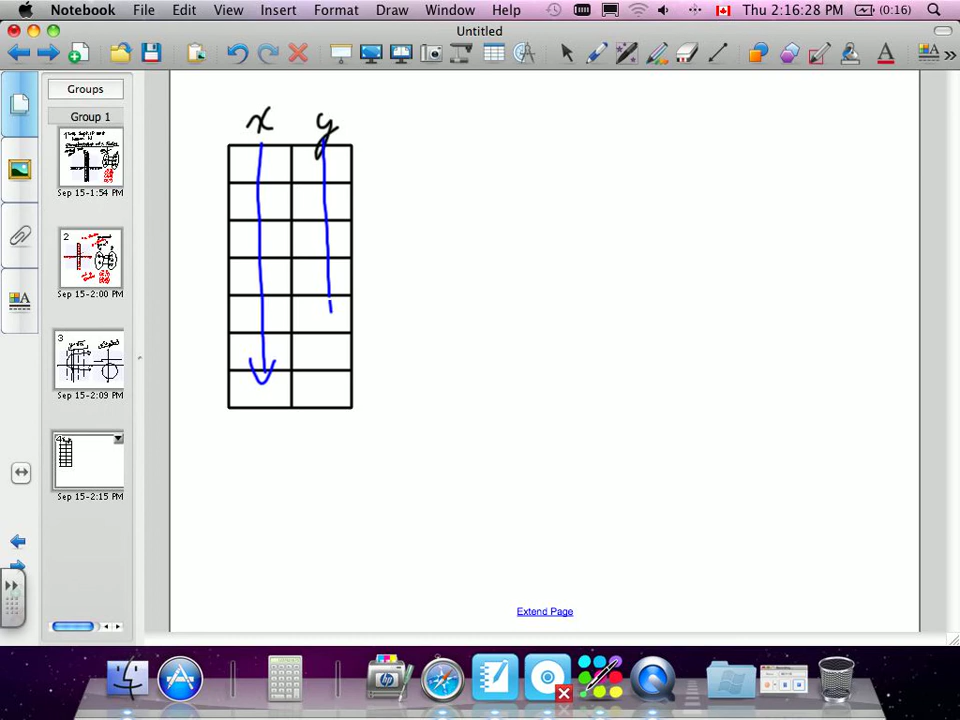 Notebook File Edit View Insert Format Draw Window Help Thu 2:16:28 PM (0:16)
Untitled
Groups
Group 1
Sep 15-1:54 PM
2
Sep 15-2:00 PM
3
Sep 15-2:09 PM
Sep 15-2:15 PM
x y
Extend Page
hp